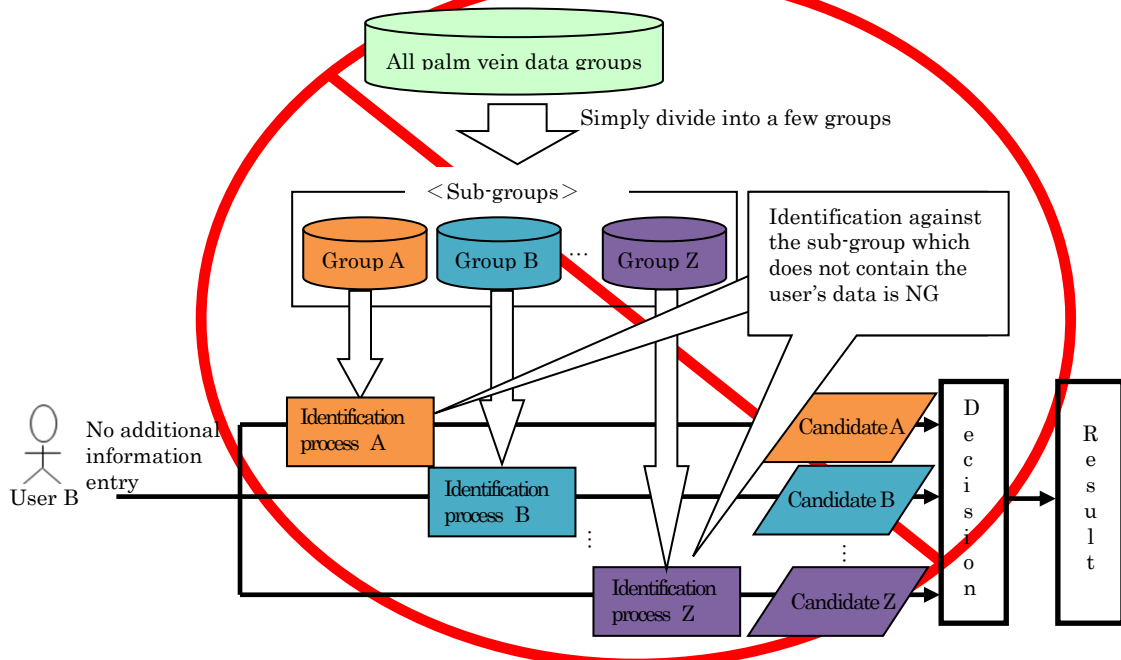 All palm vein data groups
Simply divide into a few groups
<Sub-groups>
Group A
Group B
...
Group Z
Identification against
the sub-group which
does not contain the
user's data is NG
User B
No additional
information
entry
Identification
process A
Identification
process B
⋮
Identification
process Z
Candidate A
Candidate B
⋮
Candidate Z
Decision
Result